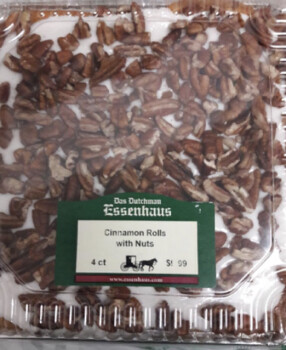 Das Dutchman
Essenhaus
Cinnamon Rolls
with Nuts
4 ct
www.essenhaus.com